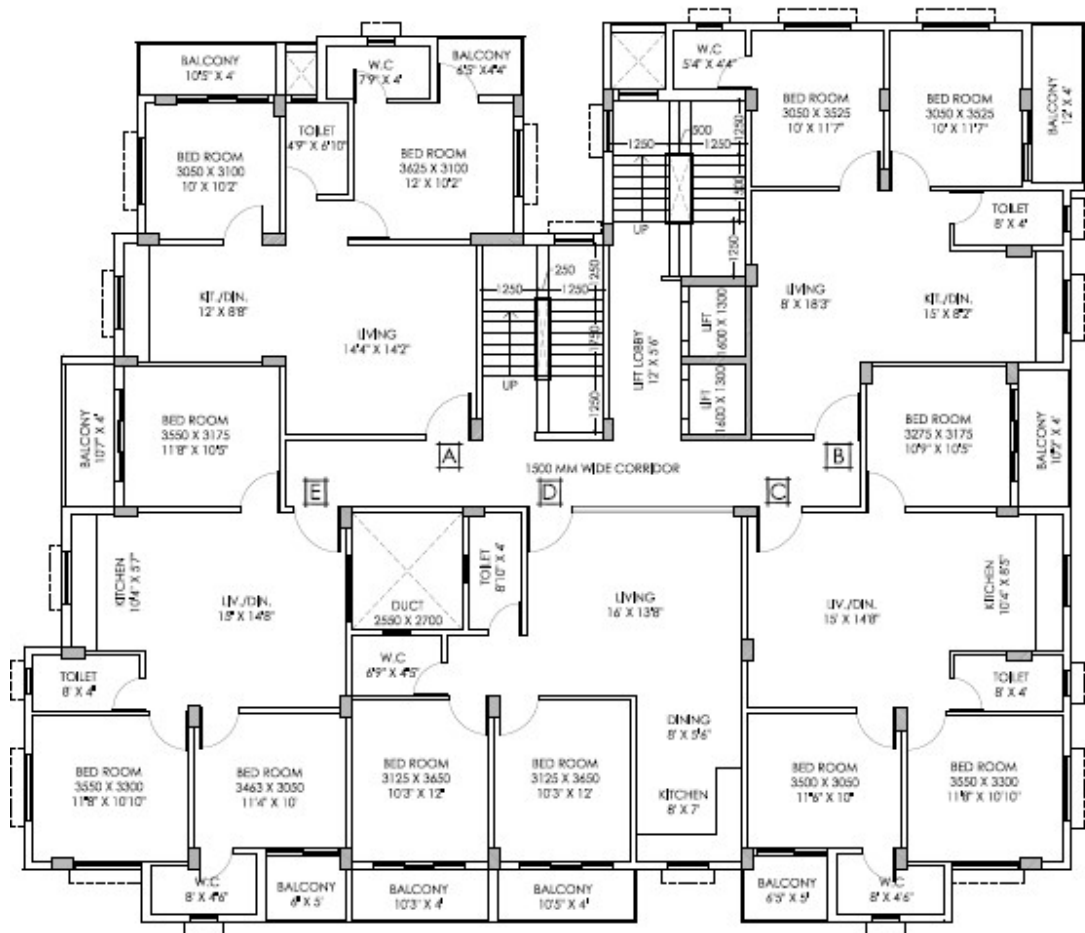 BALCONY
10'5" X 4'
W.C
7'9" X 4'
BALCONY
6'5" X4'4"
W.C
5'4" X 4'4"
BED ROOM
3050 X 3525
10' X 11'7"
BED ROOM
3050 X 3525
10' X 11'7"
BALCONY
12' X 4'
TOILET
4'9" X 6'10"
BED ROOM
3050 X 3100
10' X 10'2"
BED ROOM
3625 X 3100
12' X 10'2"
500
1250
1250
1250
1500
1250
UP
TOILET
8' X 4'
KIT./DIN.
12' X 8'8"
LIVING
14'4" X 14'2"
250
1250
1250
1250
1750
1250
UP
LIFT LOBBY
12' X 5'6"
LIFT
1600 X 1300
LIFT
1600 X 1300
LIVING
8' X 18'3"
KIT./DIN.
15' X 8'2"
BALCONY
10'7" X 4'
BED ROOM
3550 X 3175
11'8" X 10'5"
BED ROOM
3275 X 3175
10'9" X 10'5"
BALCONY
10'2" X 4'
A
B
1500 MM WIDE CORRIDOR
E
D
C
KITCHEN
10'4" X 5'7"
LIV./DIN.
15' X 14'8"
DUCT
2550 X 2700
TOILET
8'10" X 4'
LIVING
16' X 13'8"
LIV./DIN.
15' X 14'8"
KITCHEN
10'4" X 8'5"
TOILET
8' X 4'
W.C
6'9" X 4'5"
TOILET
8' X 4'
DINING
8' X 5'6"
BED ROOM
3550 X 3300
11'8" X 10'10"
BED ROOM
3463 X 3050
11'4" X 10'
BED ROOM
3125 X 3650
10'3" X 12'
BED ROOM
3125 X 3650
10'3" X 12'
KITCHEN
8' X 7'
BED ROOM
3500 X 3050
11'6" X 10'
BED ROOM
3550 X 3300
11'8" X 10'10"
W.C
8' X 4'6"
BALCONY
6' X 5'
BALCONY
10'3" X 4'
BALCONY
10'5" X 4'
BALCONY
6'5" X 5'
W.C
8' X 4'6"